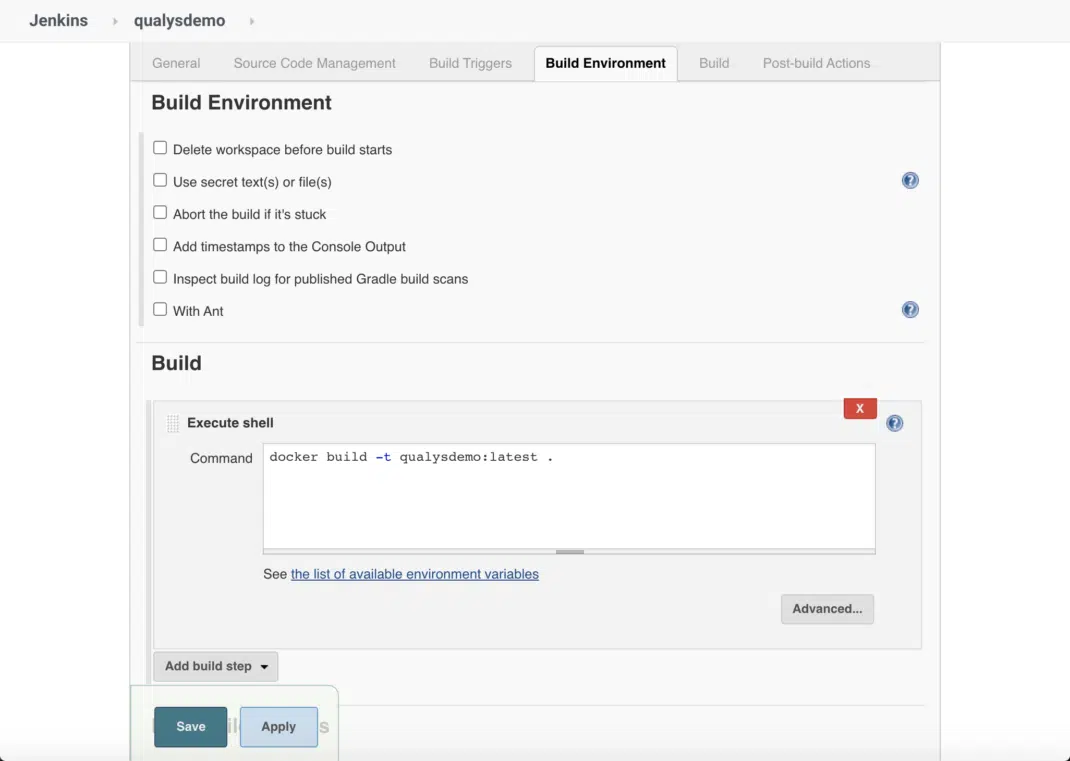 Jenkins qualysdemo
General Source Code Management Build Triggers Build Environment Build Post-build Actions
Build Environment
Delete workspace before build starts
Use secret text(s) or file(s)
?
Abort the build if it's stuck
Add timestamps to the Console Output
Inspect build log for published Gradle build scans
With Ant
?
Build
X
Execute shell
?
Command
docker build -t qualysdemo:latest .
See the list of available environment variables
Advanced...
Add build step
Save Apply